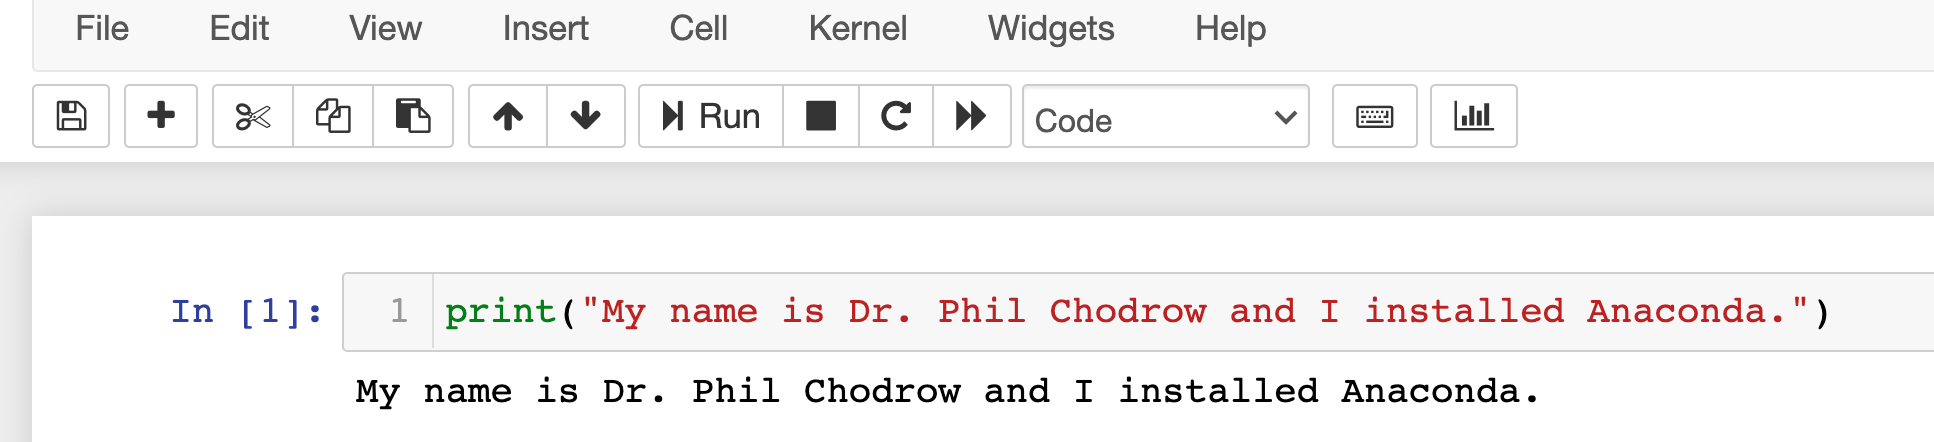 File Edit View Insert Cell Kernel Widgets Help
Run Code
In [1]: 1 print("My name is Dr. Phil Chodrow and I installed Anaconda.")
My name is Dr. Phil Chodrow and I installed Anaconda.